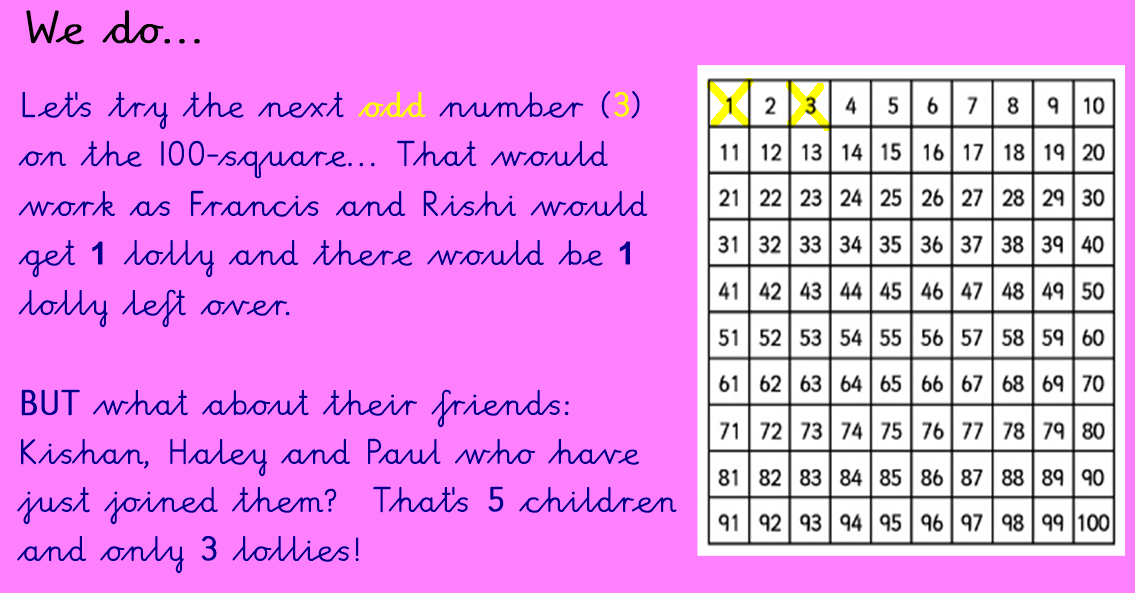 We do...
Let's try the next odd number (3)
on the 100-square... That would
work as Francis and Rishi would
get 1 lolly and there would be 1
lolly left over.
BUT what about their friends:
Kishan, Haley and Paul who have
just joined them? That's 5 children
and only 3 lollies!
1 2 3 4 5 6 7 8 9 10
11 12 13 14 15 16 17 18 19 20
21 22 23 24 25 26 27 28 29 30
31 32 33 34 35 36 37 38 39 40
41 42 43 44 45 46 47 48 49 50
51 52 53 54 55 56 57 58 59 60
61 62 63 64 65 66 67 68 69 70
71 72 73 74 75 76 77 78 79 80
81 82 83 84 85 86 87 88 89 90
91 92 93 94 95 96 97 98 99 100